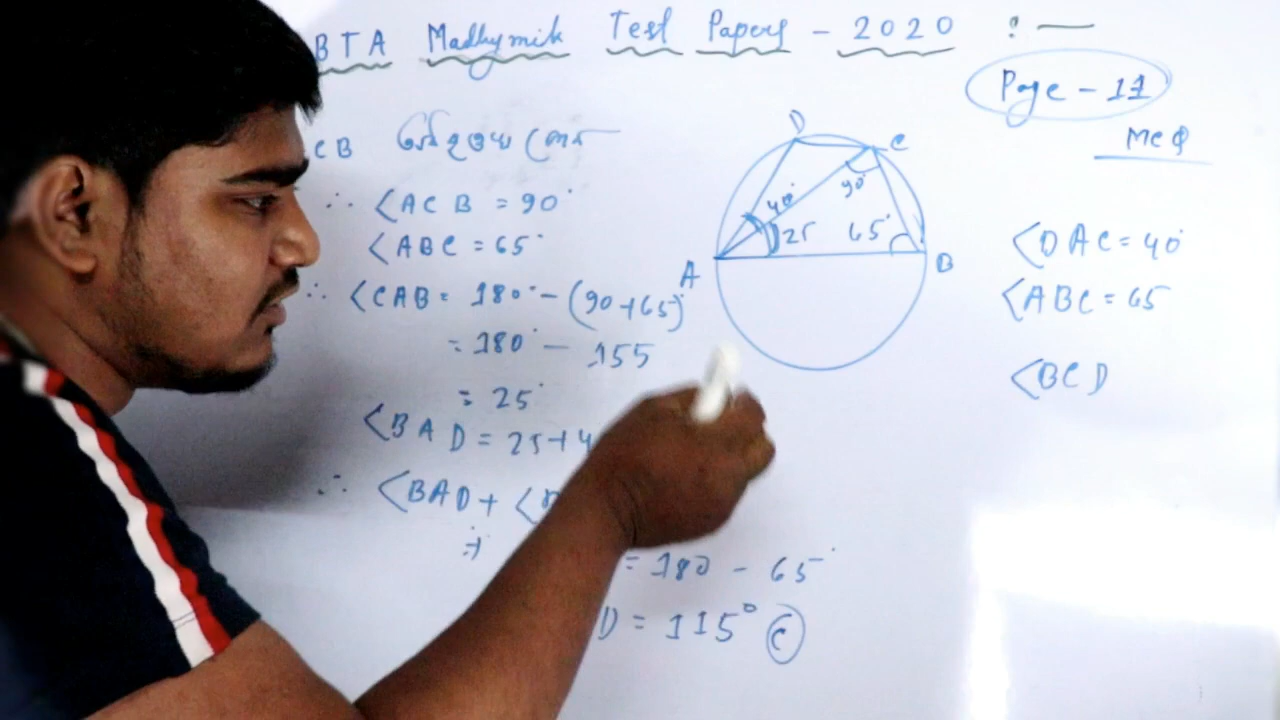 BTA Madhymik Test Papers - 2020 : —
Page - 11
MCQ
CB
∴ <ACB = 90°
<ABC = 65°
∴ <CAB = 180° - (90+65)
= 180° - 155
= 25°
<BAD = 25+4
∴ <BAD + <
⇒ = 180 - 65°
D = 115° C
D
C
40°
90°
25
65°
A
B
<DAC = 40°
<ABC = 65
<BCD